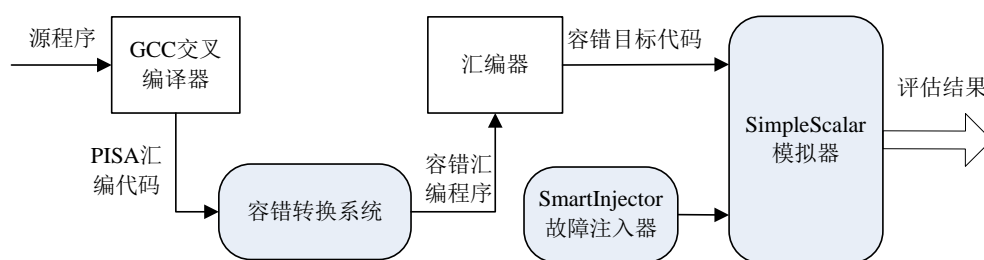 源程序
GCC交叉
编译器
PISA汇
编代码
容错转换系统
容错汇
编程序
汇编器
容错目标代码
SmartInjector
故障注入器
SimpleScalar
模拟器
评估结果